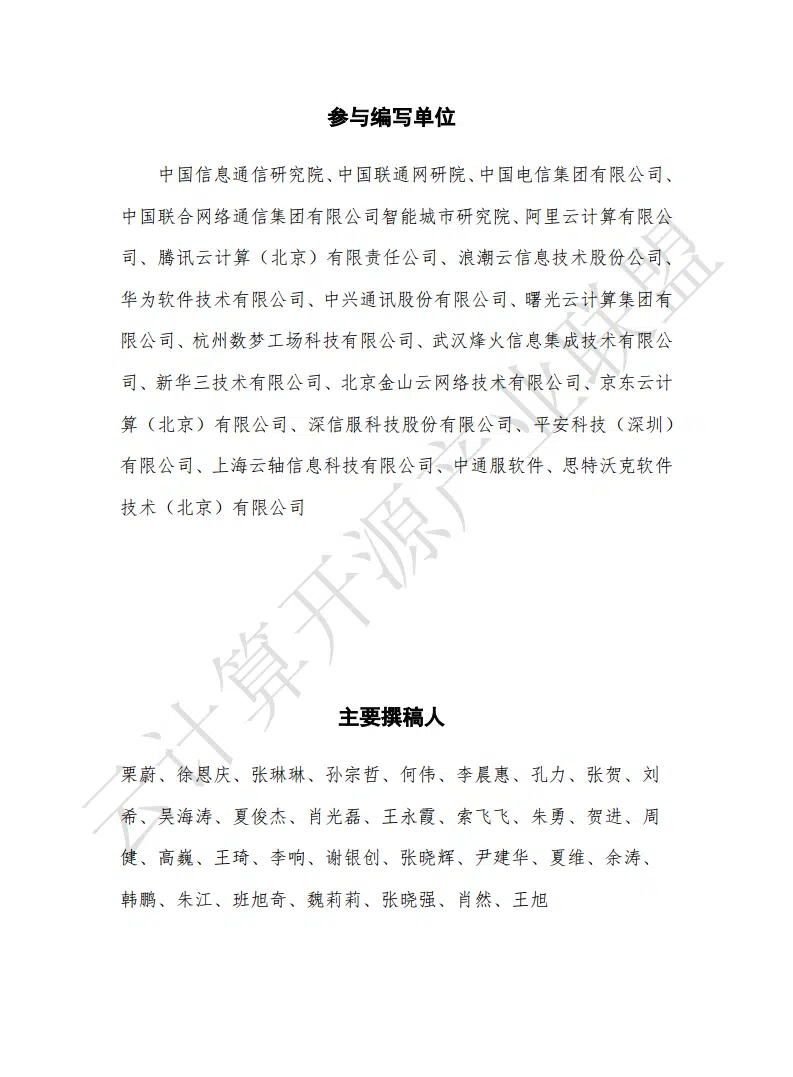 参与编写单位
中国信息通信研究院、中国联通网研院、中国电信集团有限公司、
中国联合网络通信集团有限公司智能城市研究院、阿里云计算有限公
司、腾讯云计算（北京）有限责任公司、浪潮云信息技术股份公司、
华为软件技术有限公司、中兴通讯股份有限公司、曙光云计算集团有
限公司、杭州数梦工场科技有限公司、武汉烽火信息集成技术有限公
司、新华三技术有限公司、北京金山云网络技术有限公司、京东云计
算（北京）有限公司、深信服科技股份有限公司、平安科技（深圳）
有限公司、上海云轴信息科技有限公司、中通服软件、思特沃克软件
技术（北京）有限公司
云计算开源产业联盟
主要撰稿人
栗蔚、徐恩庆、张琳琳、孙宗哲、何伟、李晨惠、孔力、张贺、刘
希、吴海涛、夏俊杰、肖光磊、王永霞、索飞飞、朱勇、贺进、周
健、高巍、王琦、李响、谢银创、张晓辉、尹建华、夏维、余涛、
韩鹏、朱江、班旭奇、魏莉莉、张晓强、肖然、王旭